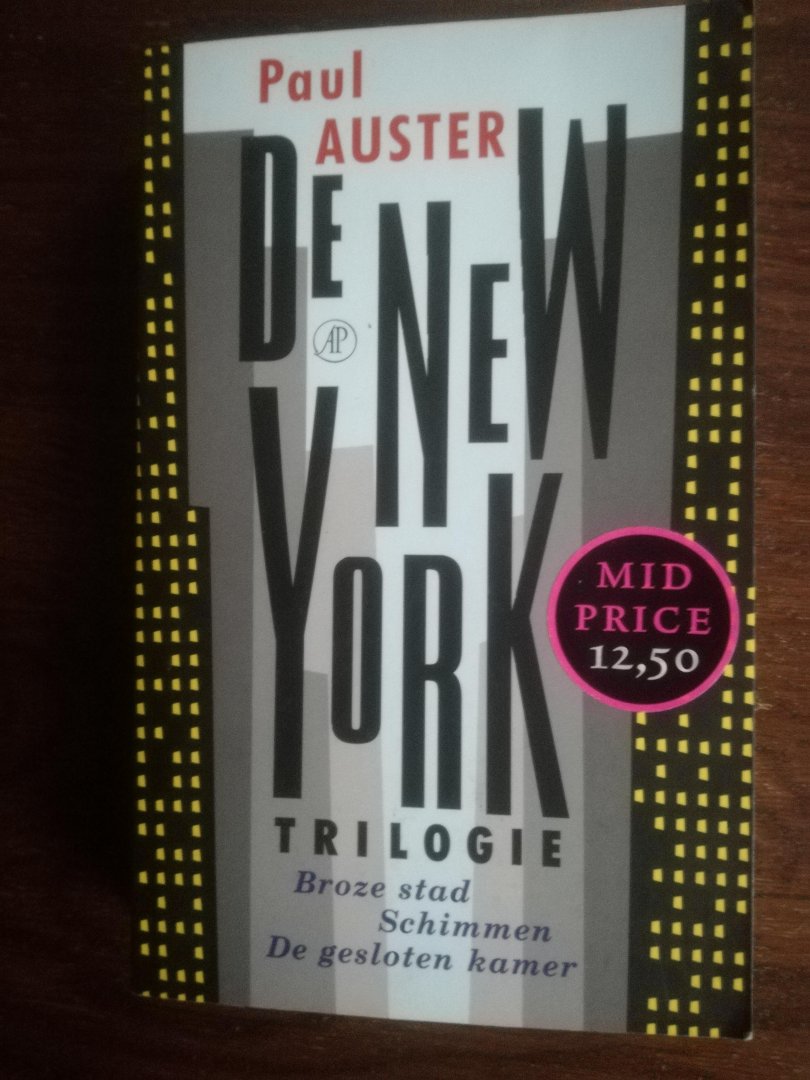 Paul
AUSTER
DE NEW
AP
YORK
TRILOGIE
Broze stad
Schimmen
De gesloten kamer
MID
PRICE
12,50